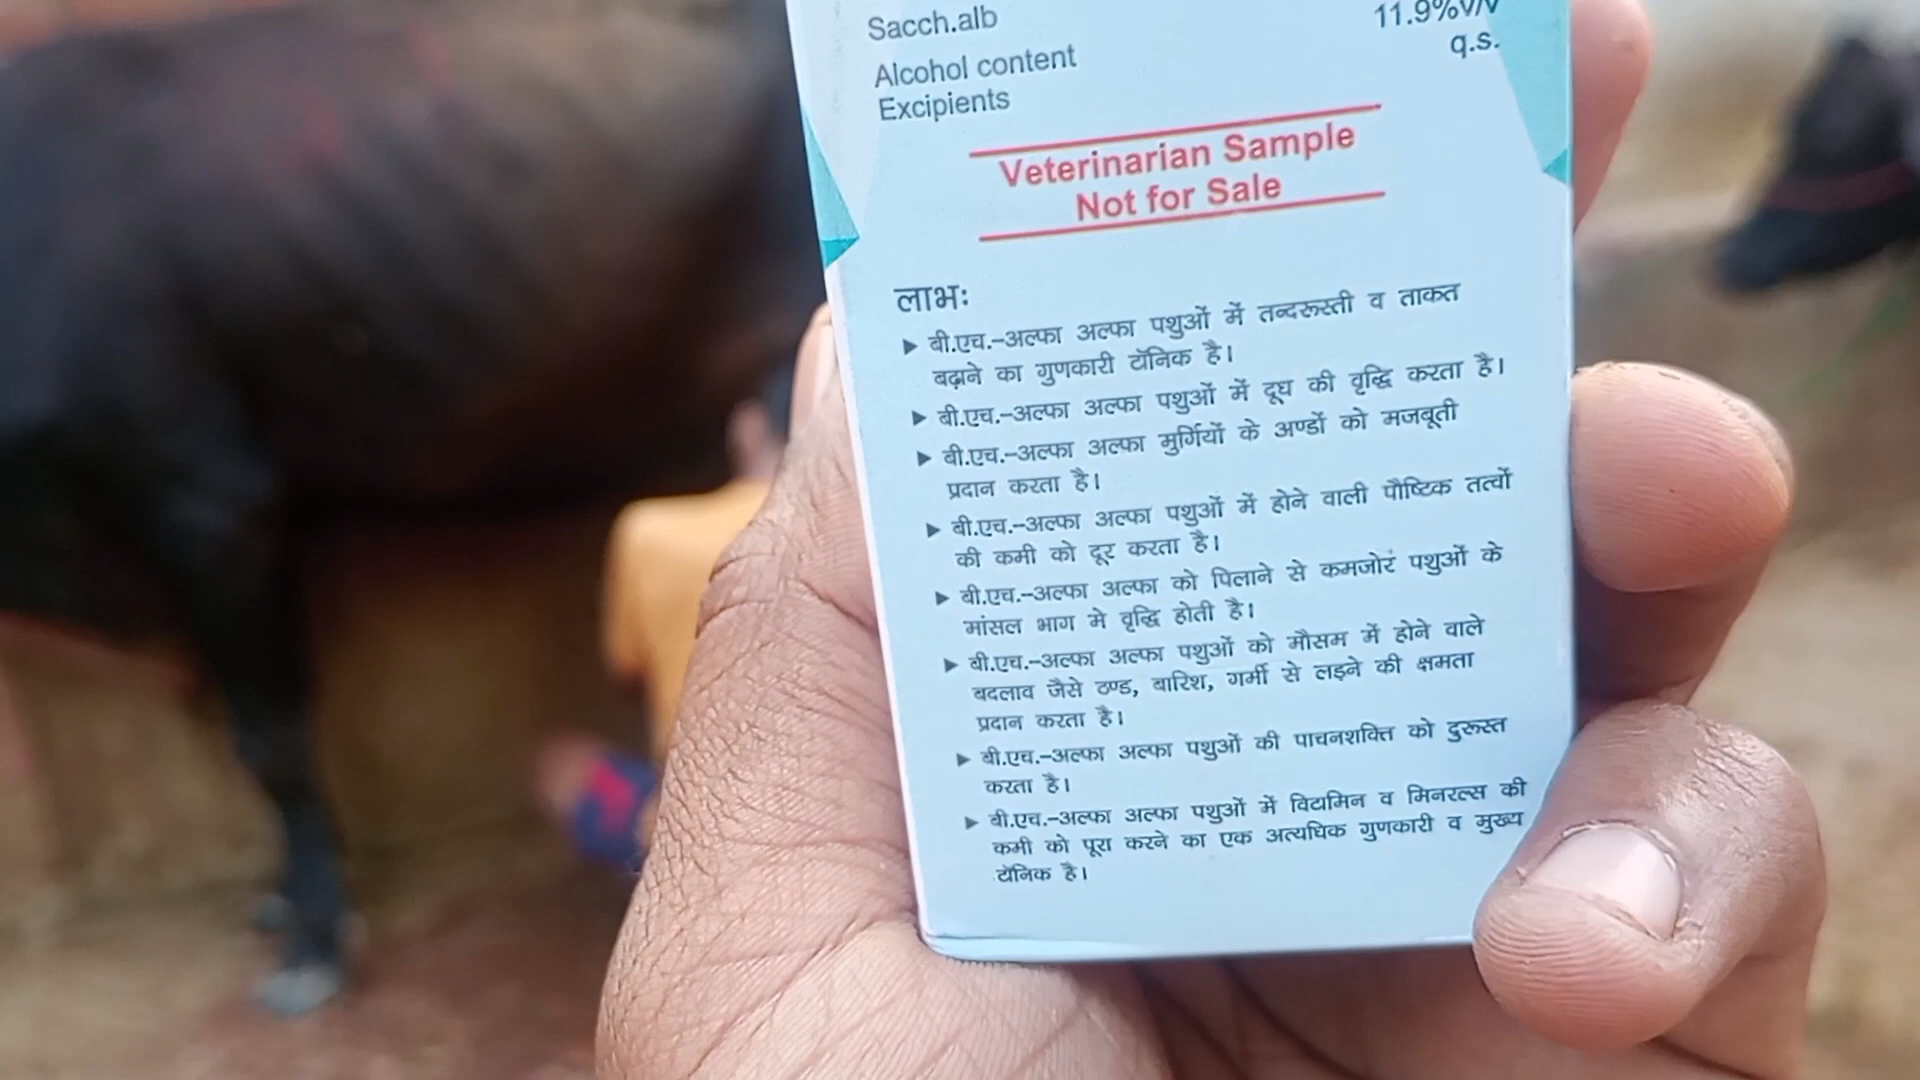 Sacch.alb
11.9%v/v
Alcohol content
q.s.
Excipients
Veterinarian Sample
Not for Sale
लाभः
▶ बी.एच.–अल्फा अल्फा पशुओं में तन्दरूस्ती व ताकत
बढ़ाने का गुणकारी टॉनिक है।
▶ बी.एच.–अल्फा अल्फा पशुओं में दूध की वृद्धि करता है।
▶ बी.एच.–अल्फा अल्फा मुर्गियों के अण्डों को मजबूती
प्रदान करता है।
▶ बी.एच.–अल्फा अल्फा पशुओं में होने वाली पौष्टिक तत्वों
की कमी को दूर करता है।
▶ बी.एच.–अल्फा अल्फा को पिलाने से कमजोरं पशुओं के
मांसल भाग मे वृद्धि होती है।
▶ बी.एच.–अल्फा अल्फा पशुओं को मौसम में होने वाले
बदलाव जैसे ठण्ड, बारिश, गर्मी से लड़ने की क्षमता
प्रदान करता है।
▶ बी.एच.–अल्फा अल्फा पशुओं की पाचनशक्ति को दुरूस्त
करता है।
▶ बी.एच.–अल्फा अल्फा पशुओं में विटामिन व मिनरल्स की
कमी को पूरा करने का एक अत्यधिक गुणकारी व मुख्य
टॉनिक है।